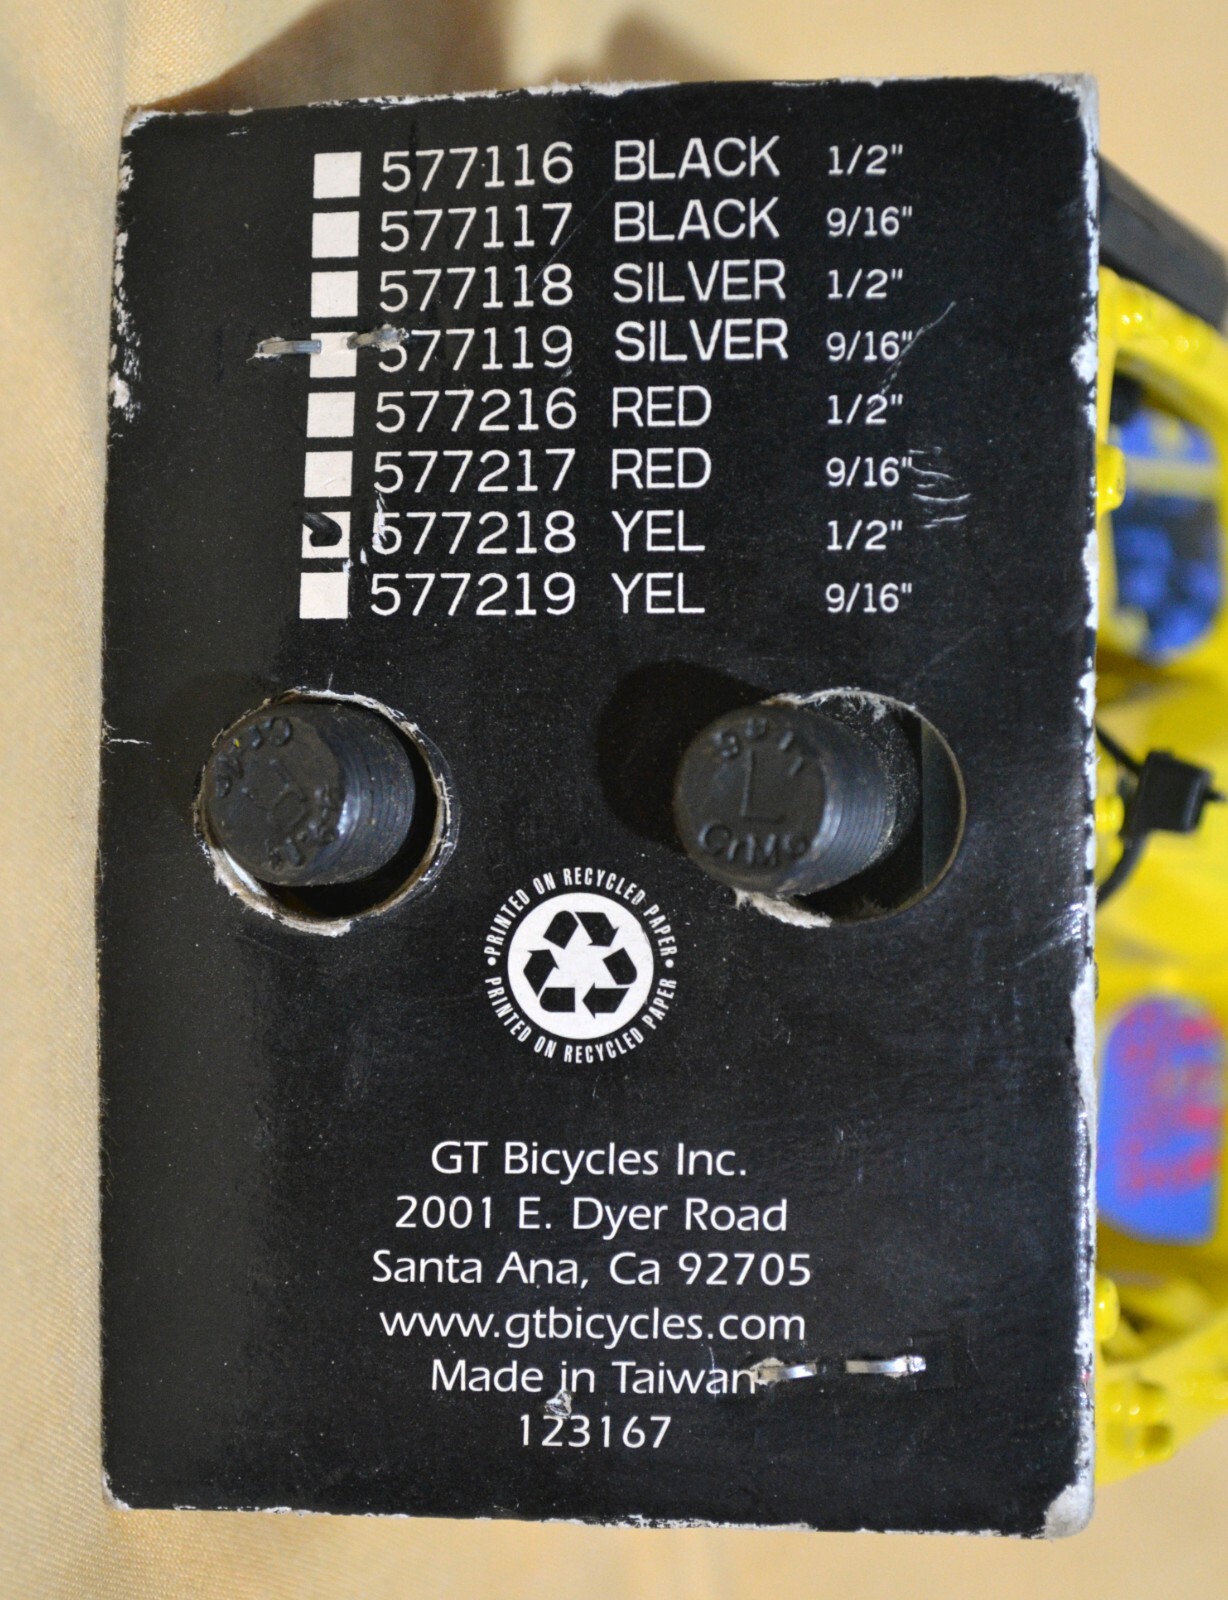 577116 BLACK 1/2"
577117 BLACK 9/16"
577118 SILVER 1/2"
577119 SILVER 9/16"
577216 RED 1/2"
577217 RED 9/16"
577218 YEL 1/2"
577219 YEL 9/16"
L
CrMo
•PRINTED ON RECYCLED PAPER•
PRINTED ON RECYCLED PAPER
GT Bicycles Inc.
2001 E. Dyer Road
Santa Ana, Ca 92705
www.gtbicycles.com
Made in Taiwan
123167